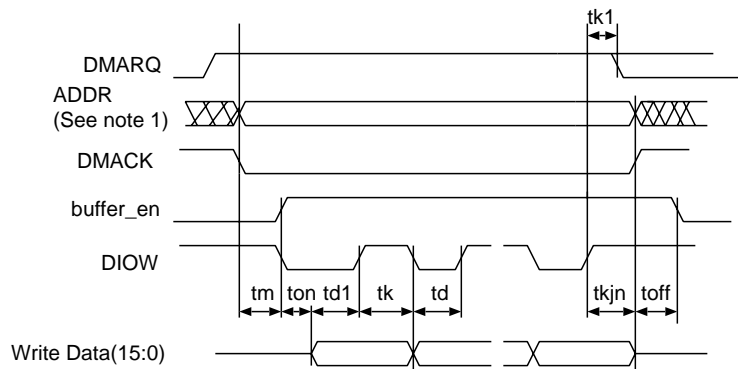 tk1
DMARQ
ADDR
(See note 1)
DMACK
buffer_en
DIOW
tm ton td1 tk td tkjn toff
Write Data(15:0)